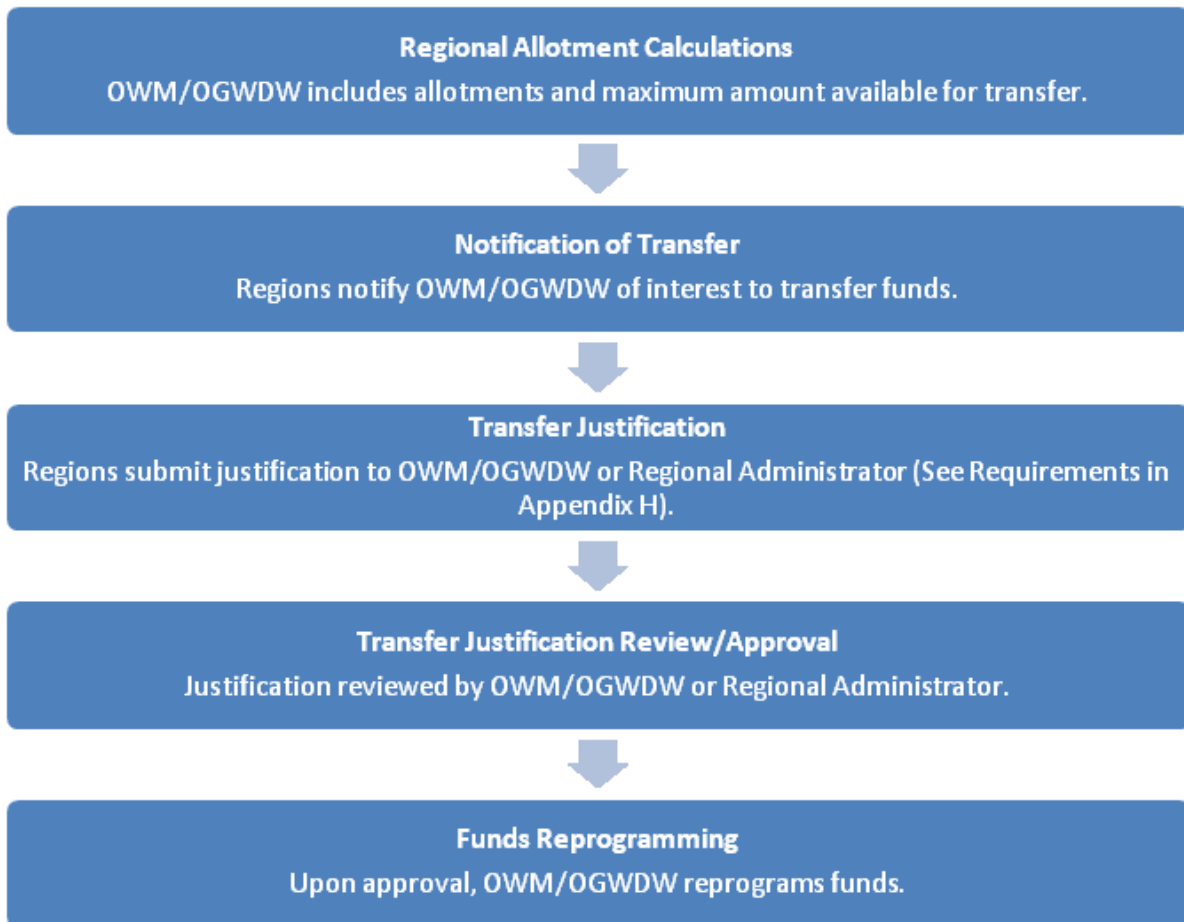 Regional Allotment Calculations
OWM/OGWDW includes allotments and maximum amount available for transfer.
Notification of Transfer
Regions notify OWM/OGWDW of interest to transfer funds.
Transfer Justification
Regions submit justification to OWM/OGWDW or Regional Administrator (See Requirements in
Appendix H).
Transfer Justification Review/Approval
Justification reviewed by OWM/OGWDW or Regional Administrator.
Funds Reprogramming
Upon approval, OWM/OGWDW reprograms funds.